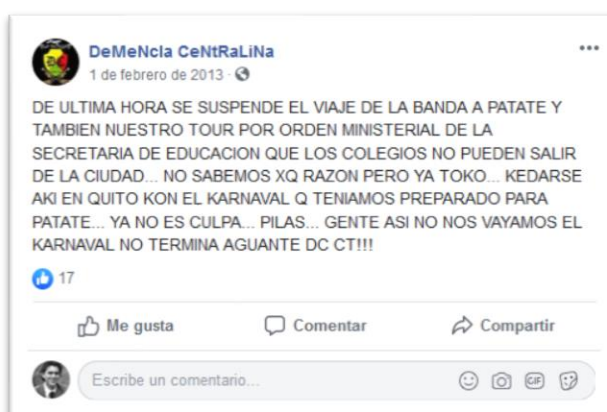 DeMeNcIa CeNtRaLiNa
1 de febrero de 2013 ·
DE ULTIMA HORA SE SUSPENDE EL VIAJE DE LA BANDA A PATATE Y
TAMBIEN NUESTRO TOUR POR ORDEN MINISTERIAL DE LA
SECRETARIA DE EDUCACION QUE LOS COLEGIOS NO PUEDEN SALIR
DE LA CIUDAD... NO SABEMOS XQ RAZON PERO YA TOKO... KEDARSE
AKI EN QUITO KON EL KARNAVAL Q TENIAMOS PREPARADO PARA
PATATE... YA NO ES CULPA... PILAS... GENTE ASI NO NOS VAYAMOS EL
KARNAVAL NO TERMINA AGUANTE DC CT!!!
17
Me gusta Comentar Compartir
Escribe un comentario... GIF